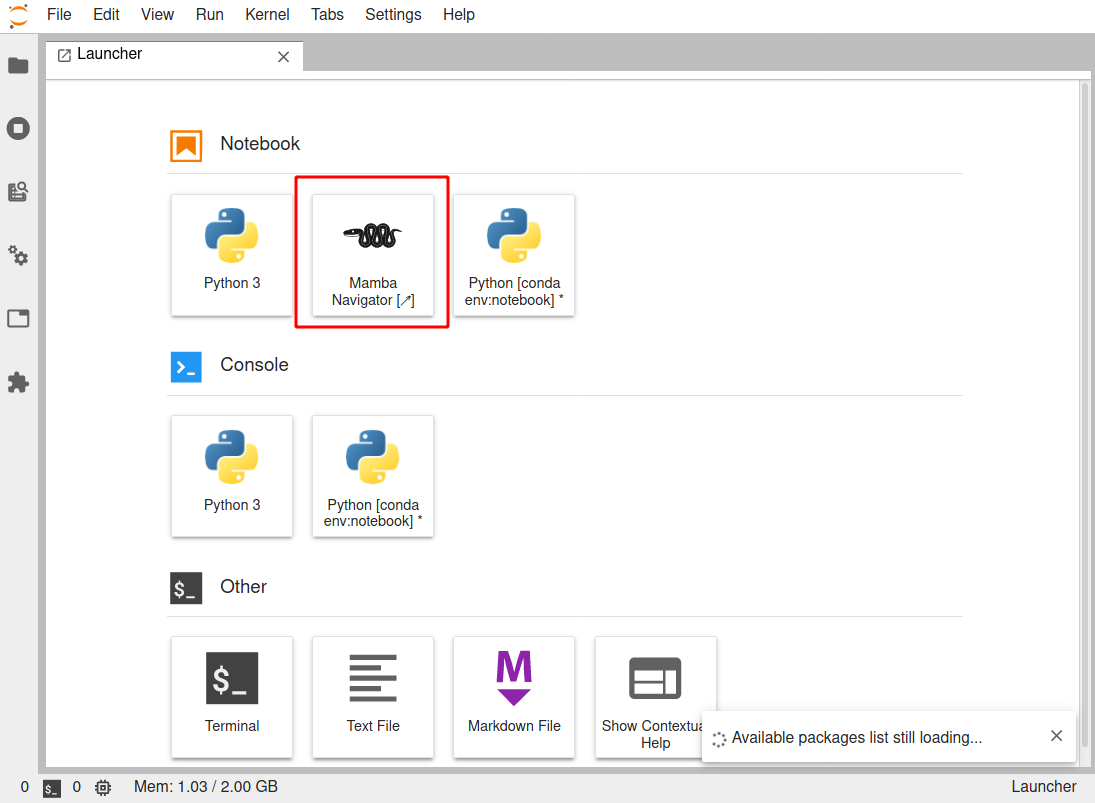 File Edit View Run Kernel Tabs Settings Help
Launcher
Notebook
Python 3
Mamba
Navigator [↗]
Python [conda
env:notebook] *
Console
Python 3
Python [conda
env:notebook] *
Other
$_
$_
Terminal
Text File
M
Markdown File
Show Contextua
Help
Available packages list still loading...
0 $_ 0 Mem: 1.03 / 2.00 GB Launcher